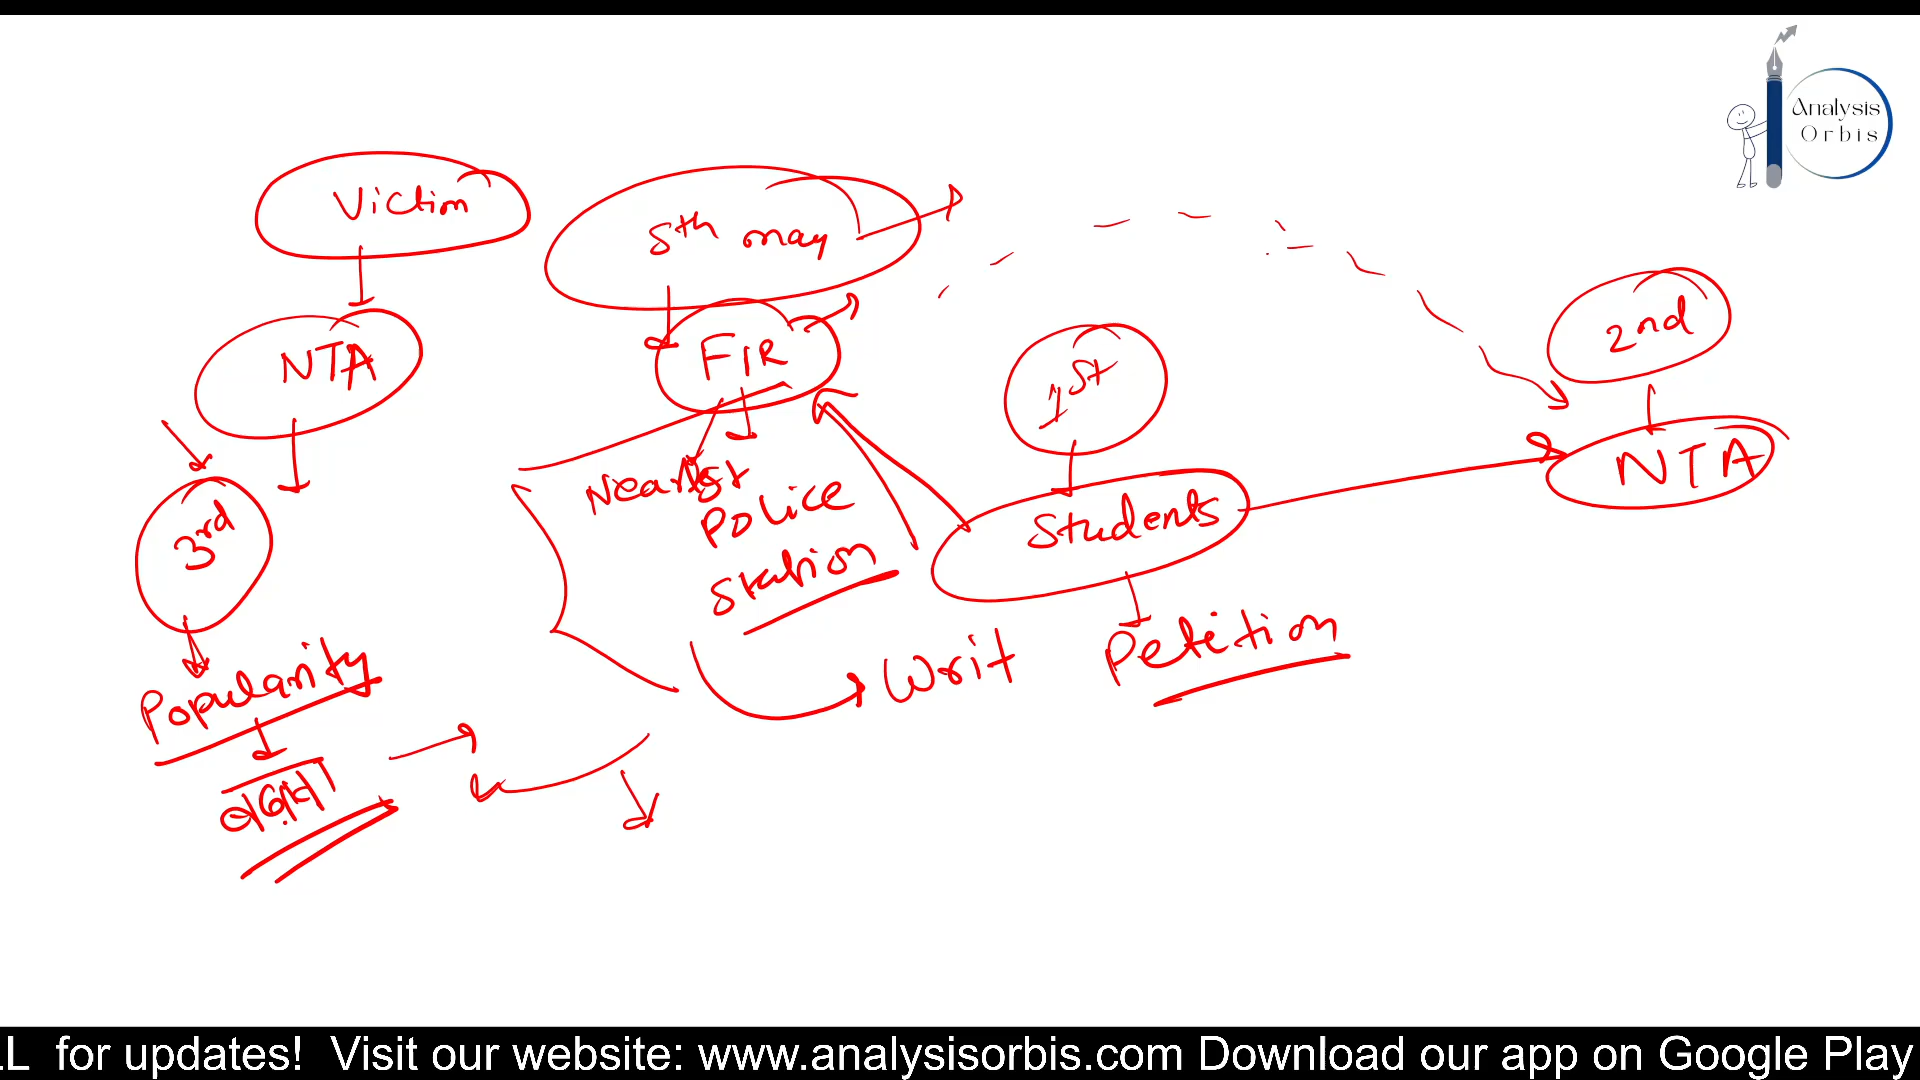 Analysis
Orbis
Victim
5th may
2nd
NTA
FIR
1st
NTA
Nearest
Police
Station
Students
3rd
Writ Petition
Popularity
for updates! Visit our website: www.analysisorbis.com Download our app on Google Play